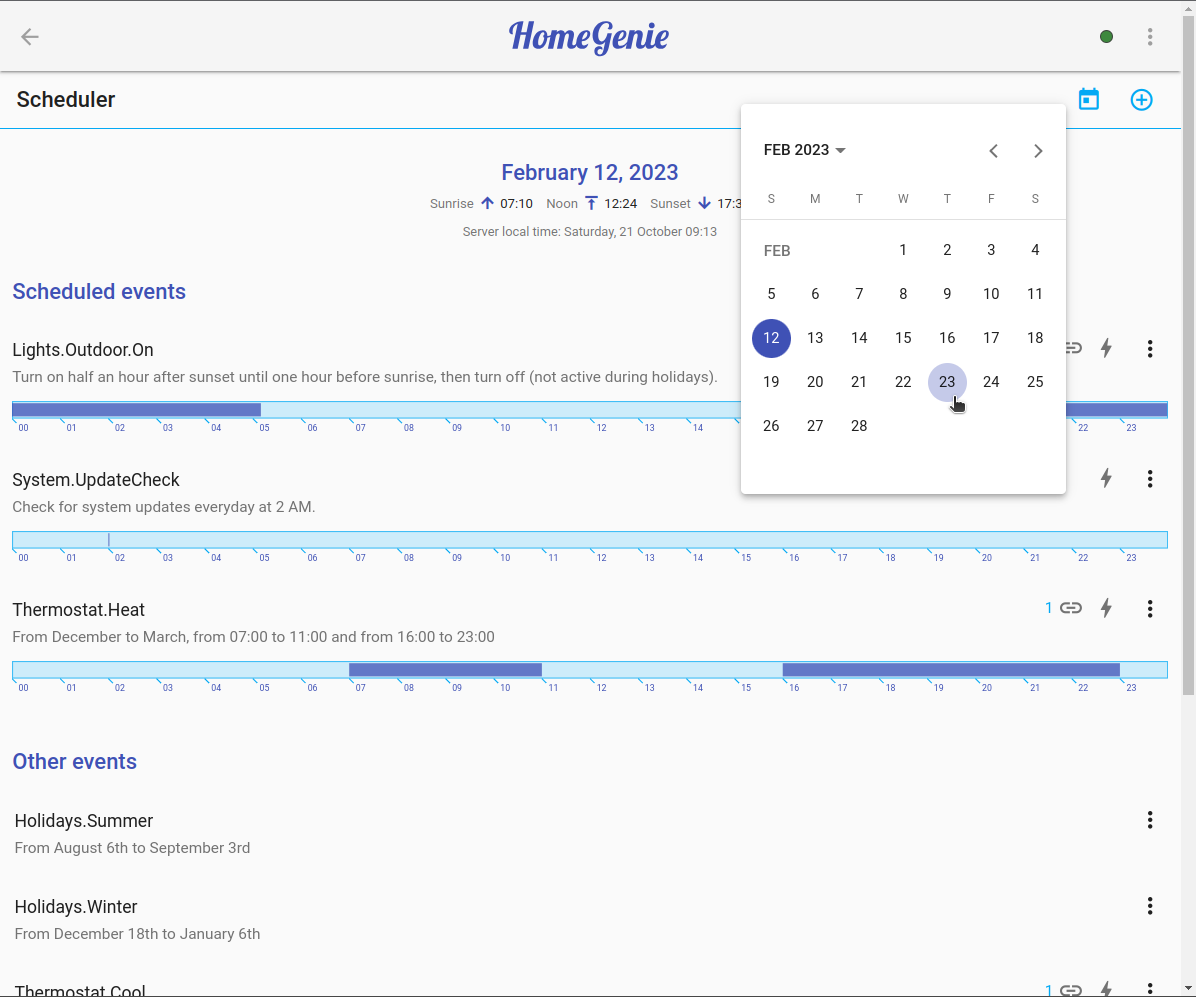 HomeGenie
Scheduler
FEB 2023
February 12, 2023
S M T W T F S
Sunrise 07:10 Noon 12:24 Sunset 17:3
Server local time: Saturday, 21 October 09:13
FEB 1 2 3 4
5 6 7 8 9 10 11
12 13 14 15 16 17 18
19 20 21 22 23 24 25
26 27 28
Scheduled events
Lights.Outdoor.On
Turn on half an hour after sunset until one hour before sunrise, then turn off (not active during holidays).
00 01 02 03 04 05 06 07 08 09 10 11 12 13 14 22 23
System.UpdateCheck
Check for system updates everyday at 2 AM.
00 01 02 03 04 05 06 07 08 09 10 11 12 13 14 15 16 17 18 19 20 21 22 23
Thermostat.Heat 1
From December to March, from 07:00 to 11:00 and from 16:00 to 23:00
00 01 02 03 04 05 06 07 08 09 10 11 12 13 14 15 16 17 18 19 20 21 22 23
Other events
Holidays.Summer
From August 6th to September 3rd
Holidays.Winter
From December 18th to January 6th
Thermostat.Cool 1